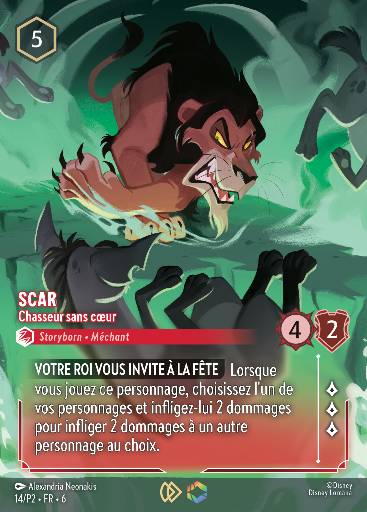 5
SCAR
Chasseur sans cœur
Storyborn • Méchant
4
2
VOTRE ROI VOUS INVITE À LA FÊTE Lorsque
vous jouez ce personnage, choisissez l'un de
vos personnages et infligez-lui 2 dommages
pour infliger 2 dommages à un autre
personnage au choix.
Alexandria Neonakis
14/P2 • FR • 6
©Disney
Disney Lorcana